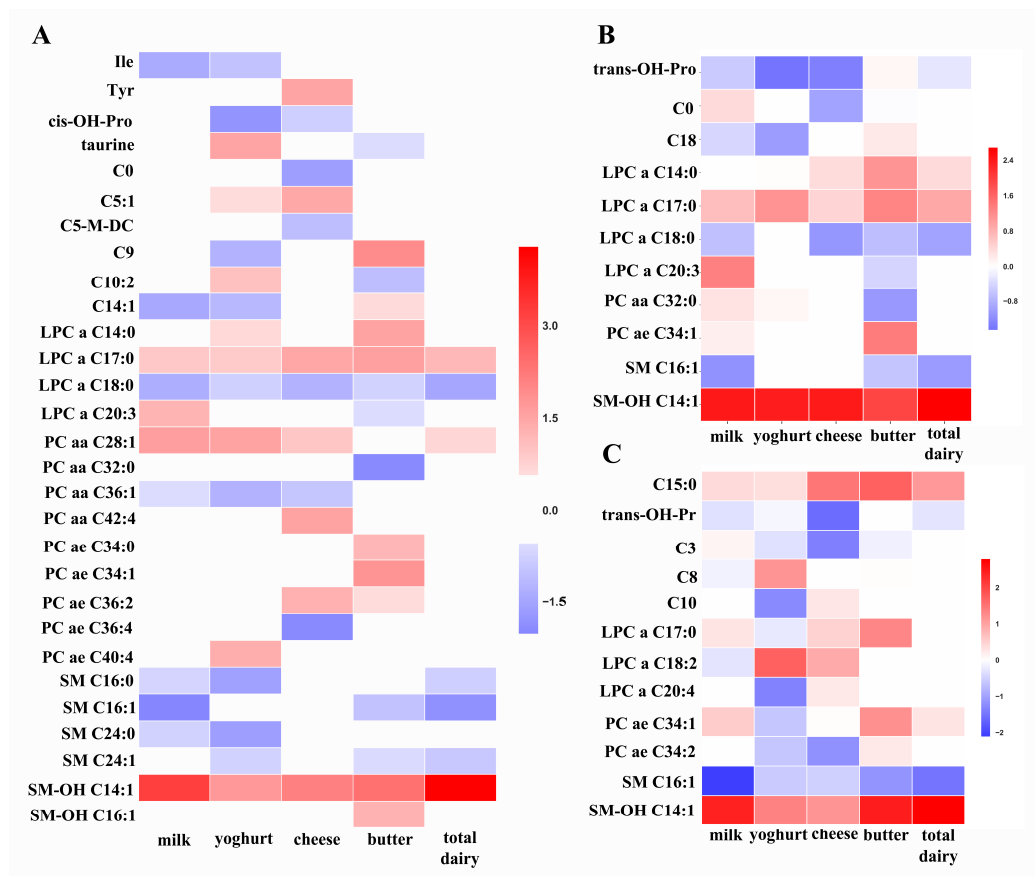 A
Ile
Tyr
cis-OH-Pro
taurine
C0
C5:1
C5-M-DC
C9
C10:2
C14:1
LPC a C14:0
LPC a C17:0
LPC a C18:0
LPC a C20:3
PC aa C28:1
PC aa C32:0
PC aa C36:1
PC aa C42:4
PC ae C34:0
PC ae C34:1
PC ae C36:2
PC ae C36:4
PC ae C40:4
SM C16:0
SM C16:1
SM C24:0
SM C24:1
SM-OH C14:1
SM-OH C16:1
milk yoghurt cheese butter total
dairy
3.0
1.5
0.0
−1.5
B
trans-OH-Pro
C0
C18
LPC a C14:0
LPC a C17:0
LPC a C18:0
LPC a C20:3
PC aa C32:0
PC ae C34:1
SM C16:1
SM-OH C14:1
milk yoghurt cheese butter total
dairy
2.4
1.6
0.8
0.0
−0.8
C
C15:0
trans-OH-Pr
C3
C8
C10
LPC a C17:0
LPC a C18:2
LPC a C20:4
PC ae C34:1
PC ae C34:2
SM C16:1
SM-OH C14:1
milk yoghurt cheese butter total
dairy
2
1
0
−1
−2